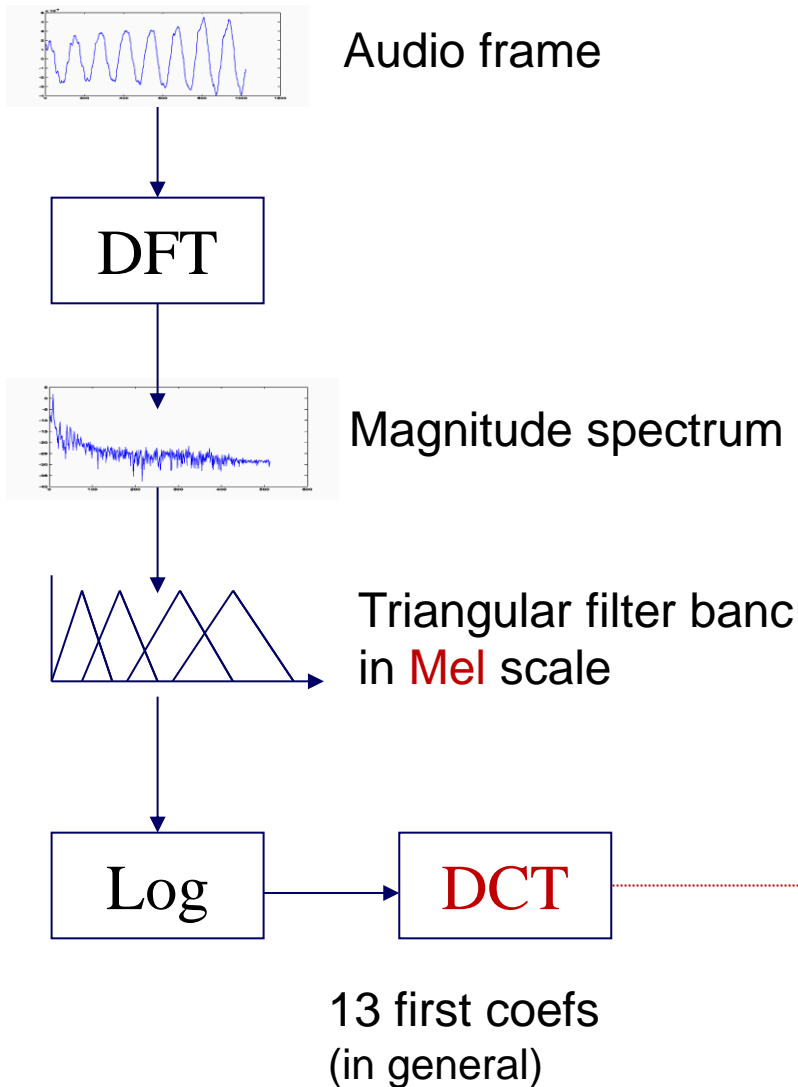 Audio frame
DFT
Magnitude spectrum
Triangular filter banc
in Mel scale
Log
DCT
13 first coefs
(in general)